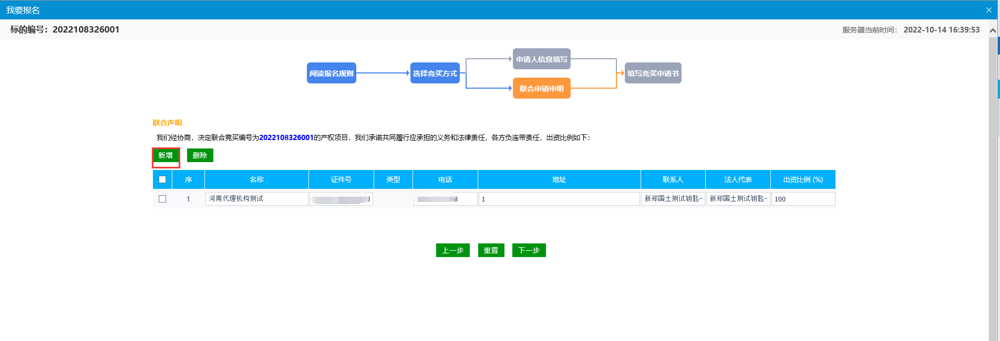 我要报名
标的编号：2022108326001
服务器当前时间： 2022-10-14 16:39:53
申请人信息填写
阅读报名规则 选择竞买方式 填写竞买申请书
联合申请申明
联合声明
我们经协商，决定联合竞买编号为2022108326001的产权项目，我们承诺共同履行应承担的义务和法律责任，各方负连带责任，出资比例如下：
新增 删除
序 名称 证件号 类型 电话 地址 联系人 法人代表 出资比例 (%)
1 河南代理机构测试 1 新郑国土测试钥匙- 新郑国土测试钥匙- 100
上一步 重置 下一步